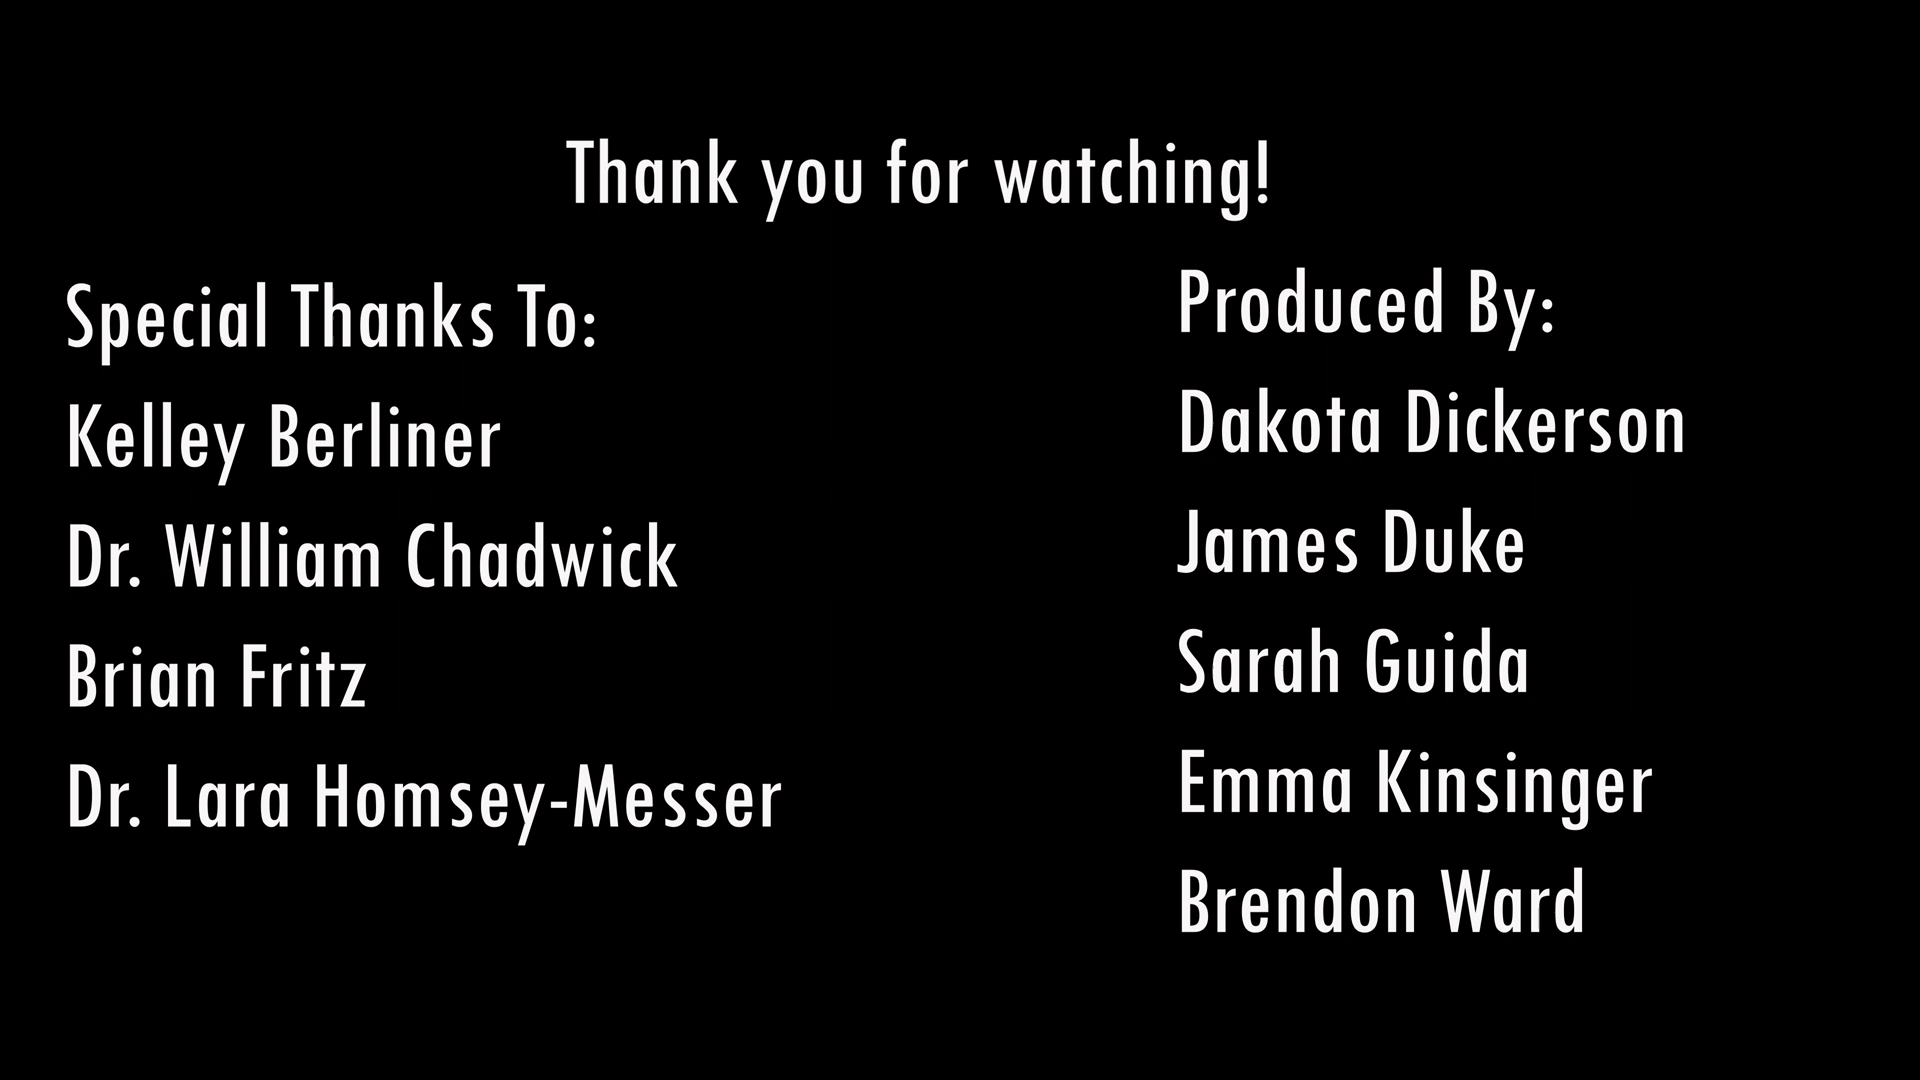 Thank you for watching!
Special Thanks To:
Kelley Berliner
Dr. William Chadwick
Brian Fritz
Dr. Lara Homsey-Messer
Produced By:
Dakota Dickerson
James Duke
Sarah Guida
Emma Kinsinger
Brendon Ward